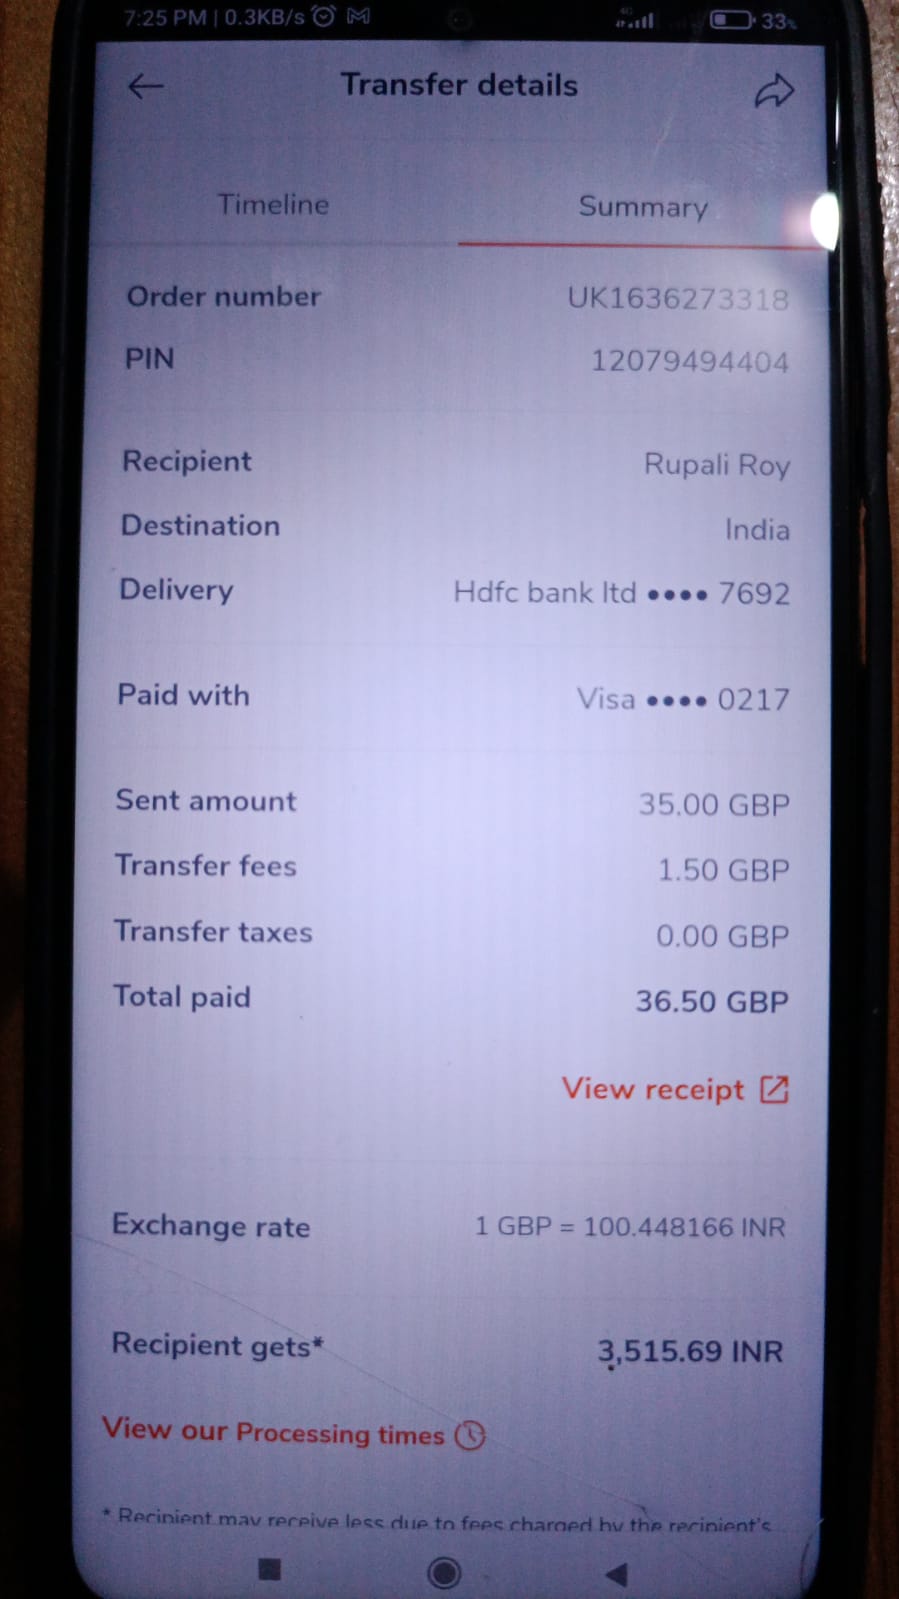 7:25 PM | 0.3KB/s
4G
33%
Transfer details
Timeline Summary
Order number UK1636273318
PIN 12079494404
Recipient Rupali Roy
Destination India
Delivery Hdfc bank ltd •••• 7692
Paid with Visa •••• 0217
Sent amount 35.00 GBP
Transfer fees 1.50 GBP
Transfer taxes 0.00 GBP
Total paid 36.50 GBP
View receipt
Exchange rate 1 GBP = 100.448166 INR
Recipient gets* 3,515.69 INR
View our Processing times
* Recipient may receive less due to fees charged by the recipient's